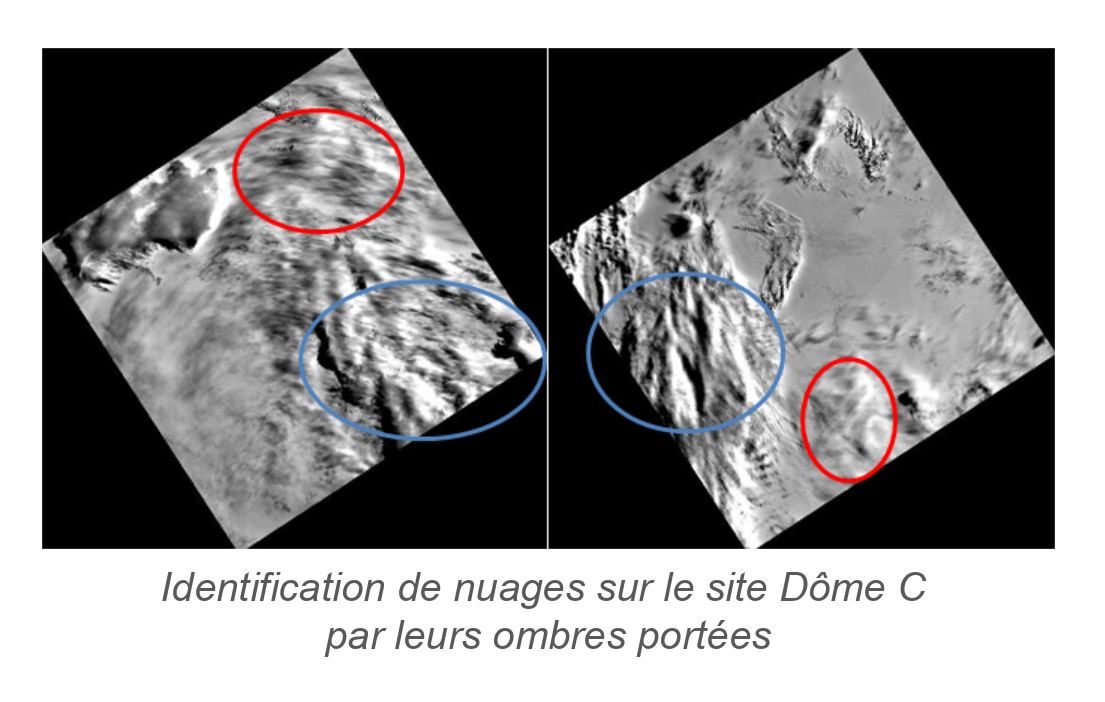 Identification de nuages sur le site Dôme C
par leurs ombres portées